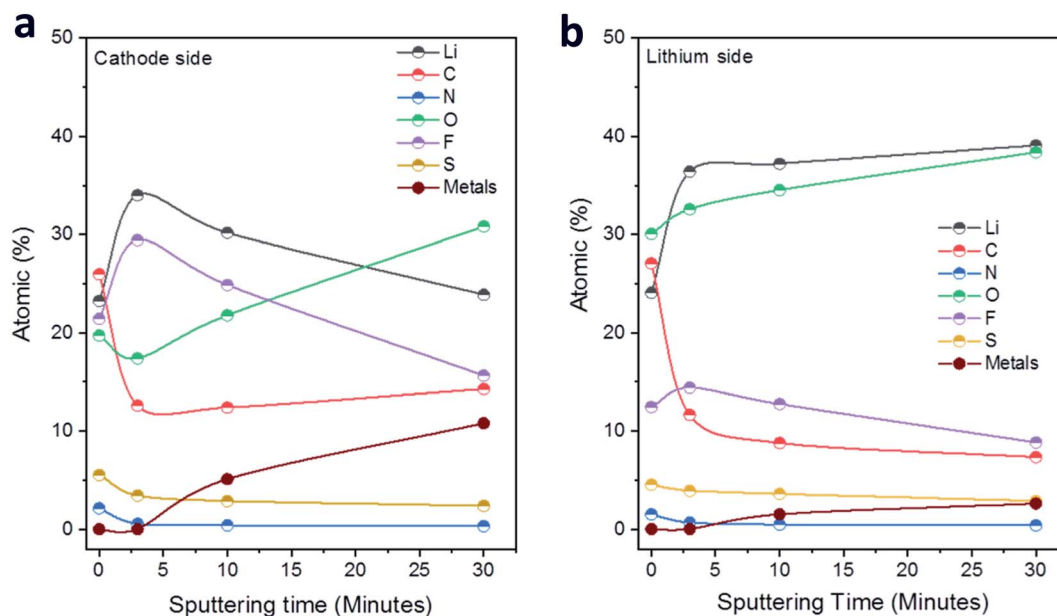 a
Cathode side
Li
C
N
O
F
S
Metals
50
40
30
20
10
0
Atomic (%)
0 5 10 15 20 25 30
Sputtering time (Minutes)
b
Lithium side
Li
C
N
O
F
S
Metals
50
40
30
20
10
0
Atomic (%)
0 5 10 15 20 25 30
Sputtering Time (Minutes)